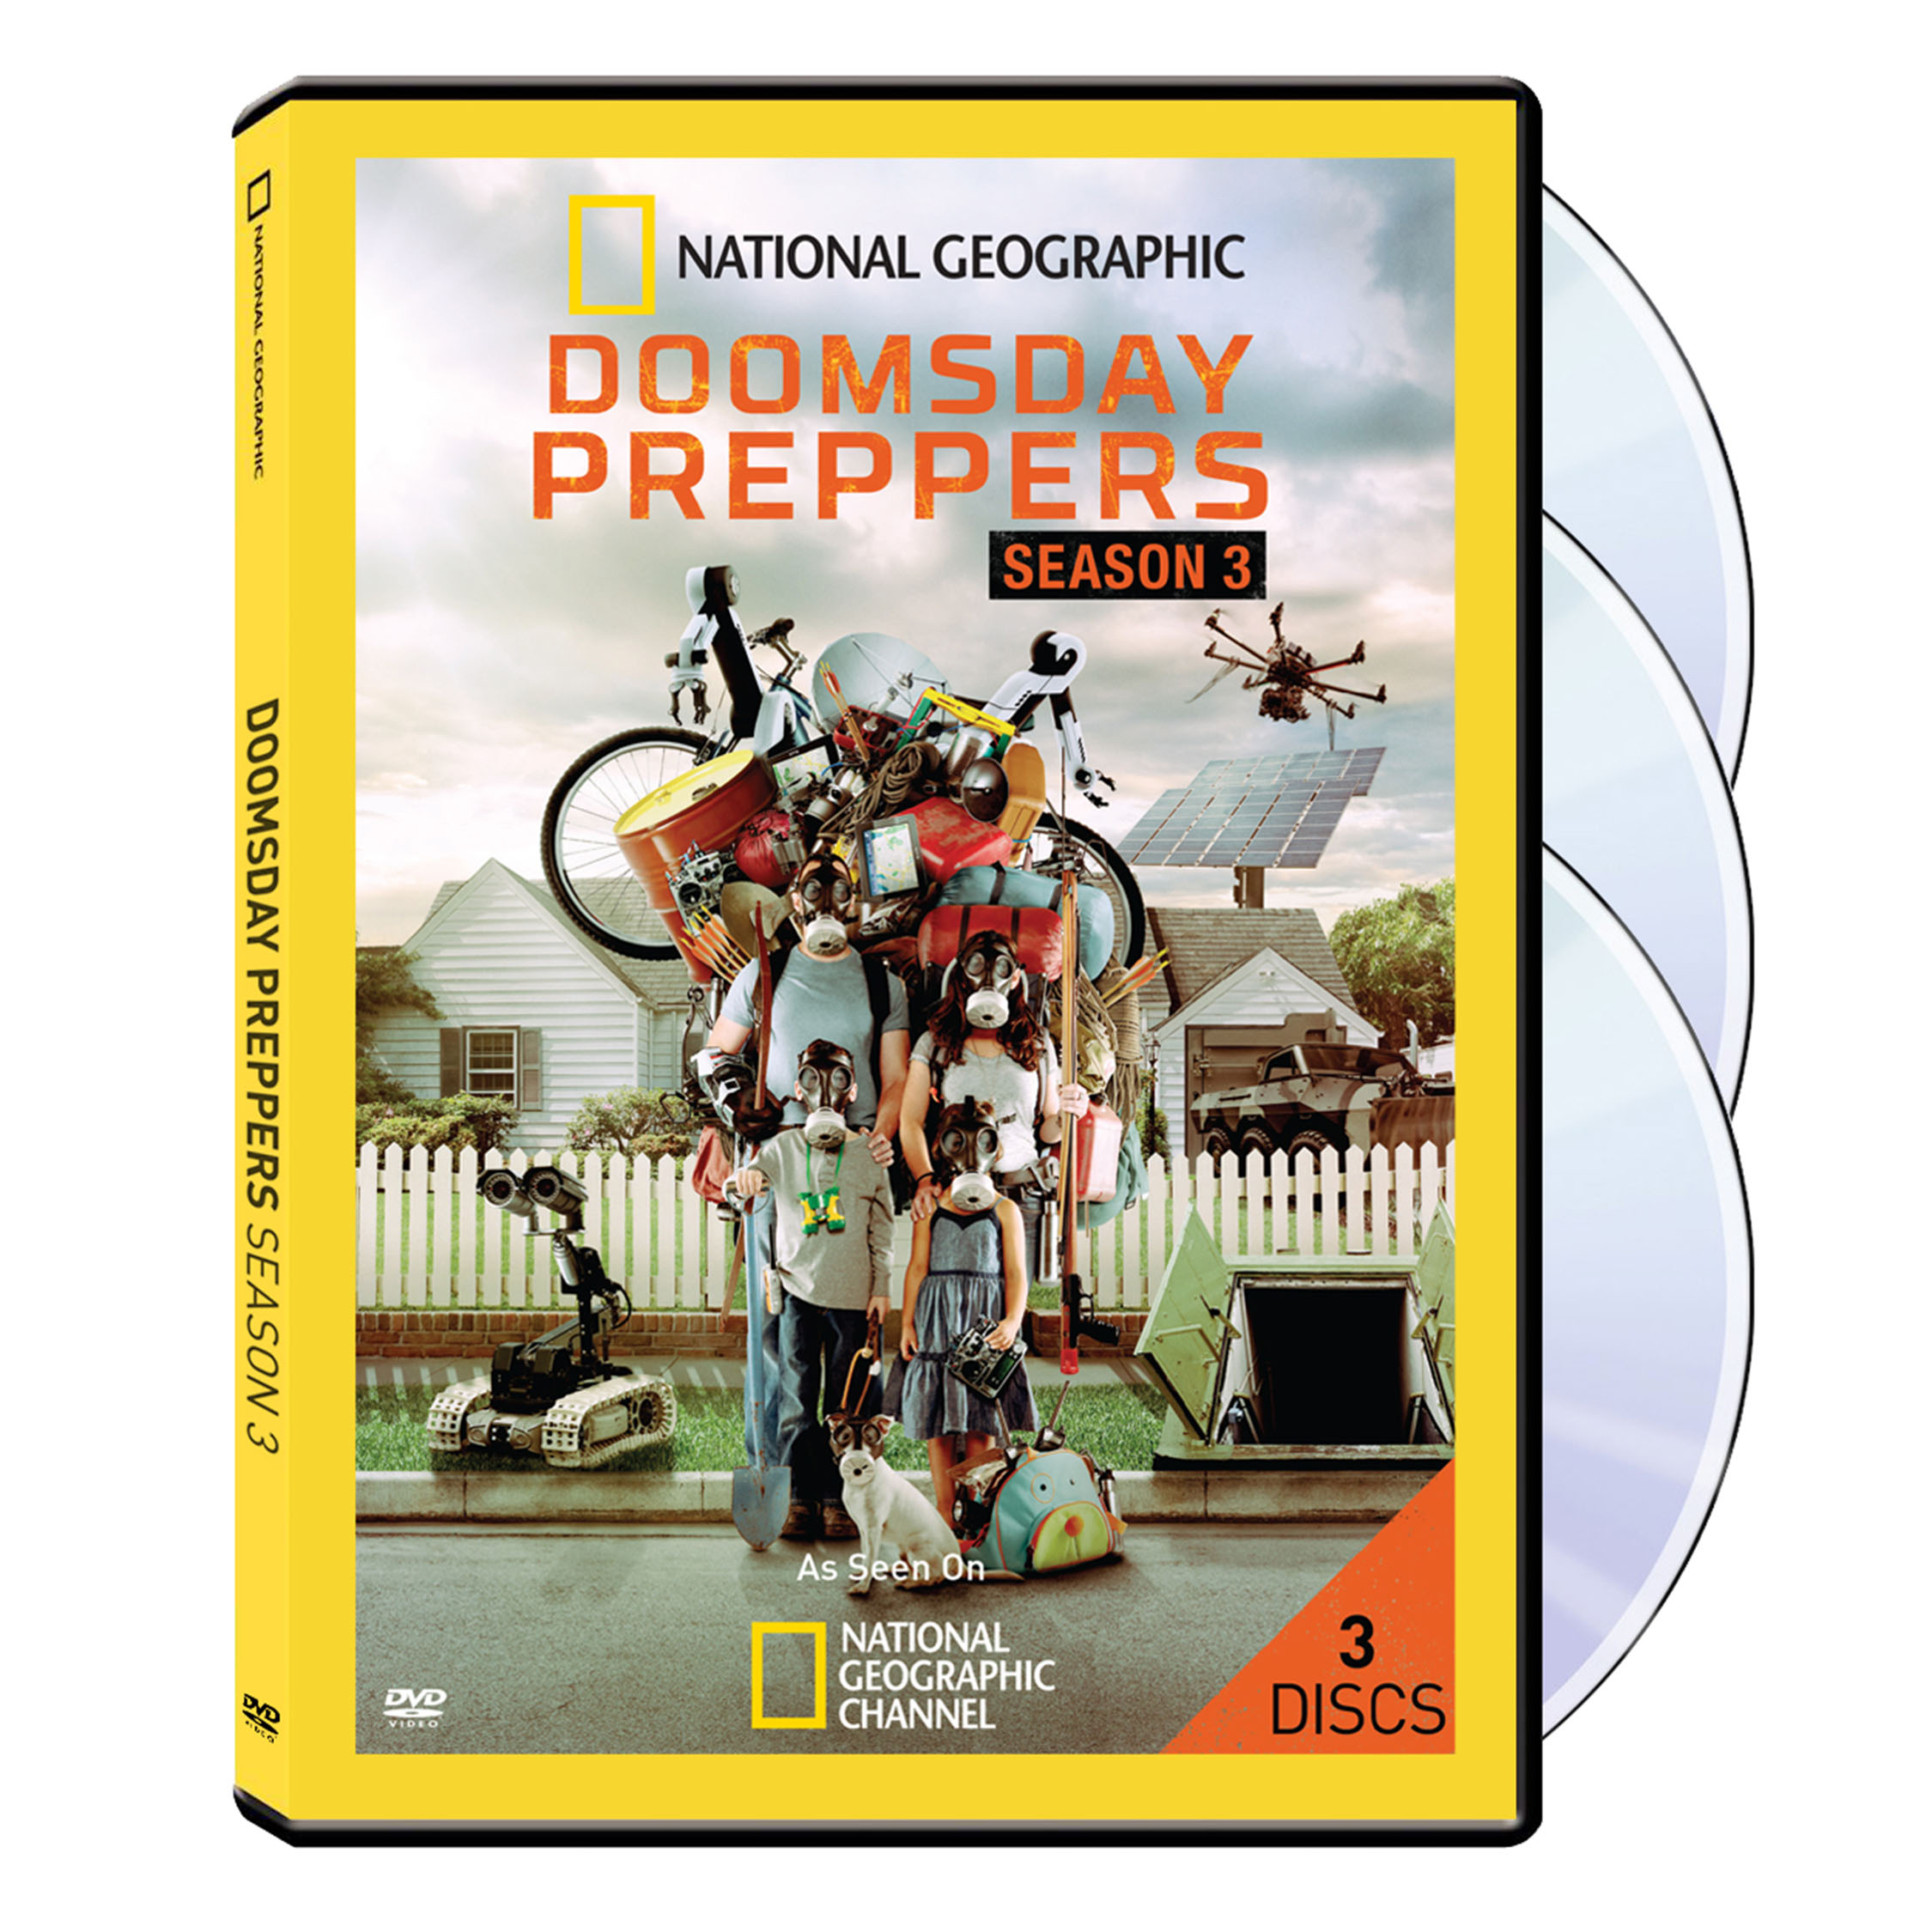 NATIONAL GEOGRAPHIC
DOOMSDAY
PREPPERS
SEASON 3
As Seen On
NATIONAL
GEOGRAPHIC
CHANNEL
DVD
VIDEO
3
DISCS
NATIONAL GEOGRAPHIC
DOOMSDAY PREPPERS SEASON 3
DVD
VIDEO